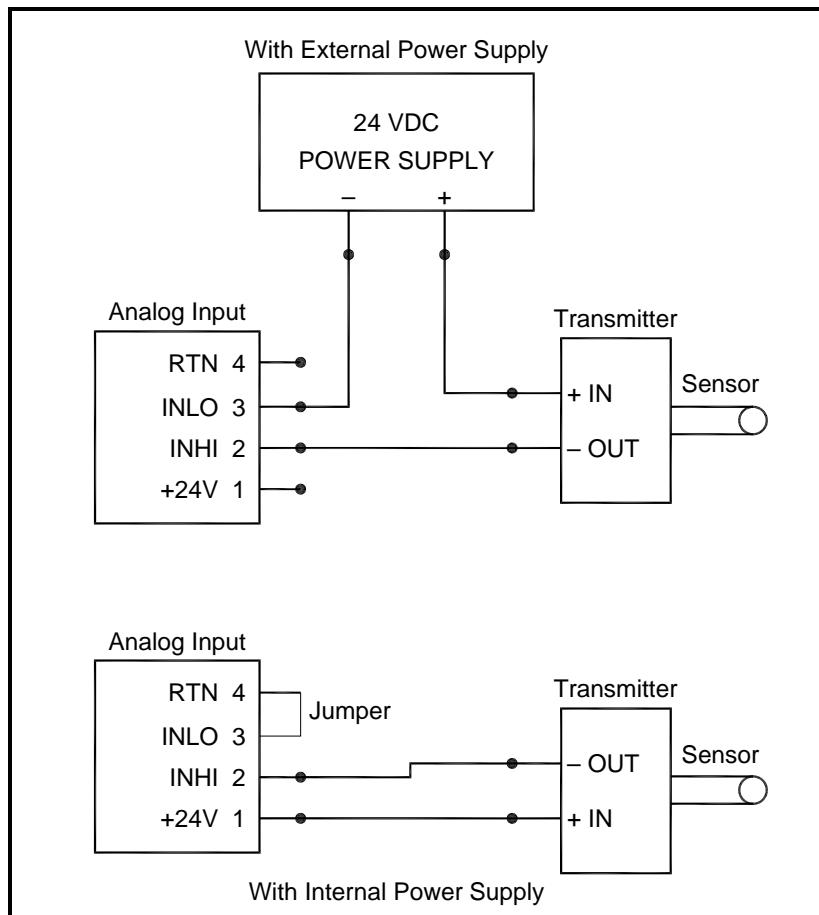 With External Power Supply
24 VDC
POWER SUPPLY
– +
Analog Input
RTN 4
INLO 3
INHI 2
+24V 1
Transmitter
+ IN
– OUT
Sensor
Analog Input
RTN 4
INLO 3
INHI 2
+24V 1
Jumper
Transmitter
– OUT
+ IN
Sensor
With Internal Power Supply